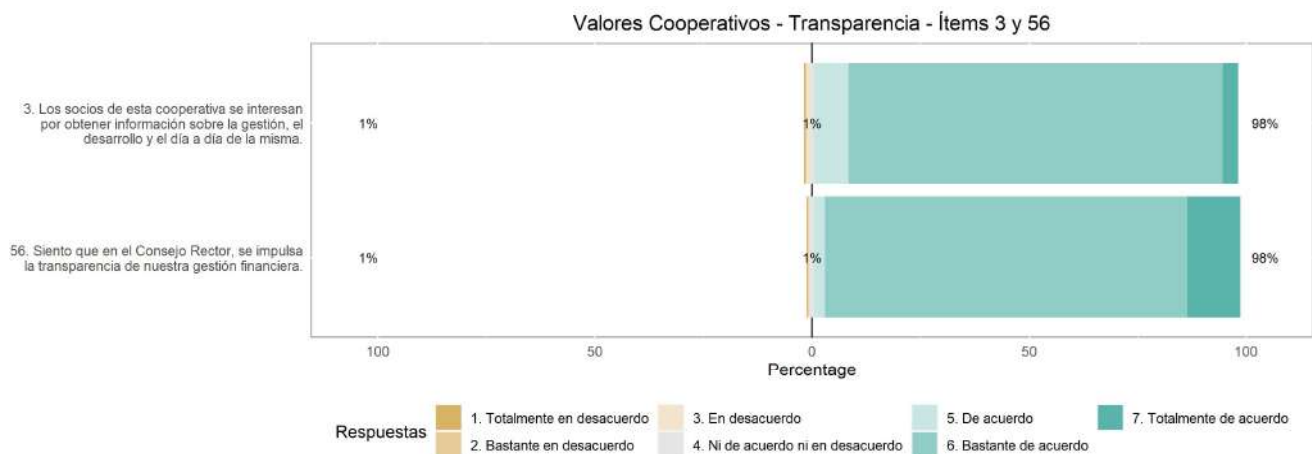 Valores Cooperativos - Transparencia - Ítems 3 y 56
3. Los socios de esta cooperativa se interesan
por obtener información sobre la gestión, el
desarrollo y el día a día de la misma.
1%
1%
98%
56. Siento que en el Consejo Rector, se impulsa
la transparencia de nuestra gestión financiera.
1%
1%
98%
100 50 0 50 100
Percentage
Respuestas
1. Totalmente en desacuerdo
2. Bastante en desacuerdo
3. En desacuerdo
4. Ni de acuerdo ni en desacuerdo
5. De acuerdo
6. Bastante de acuerdo
7. Totalmente de acuerdo